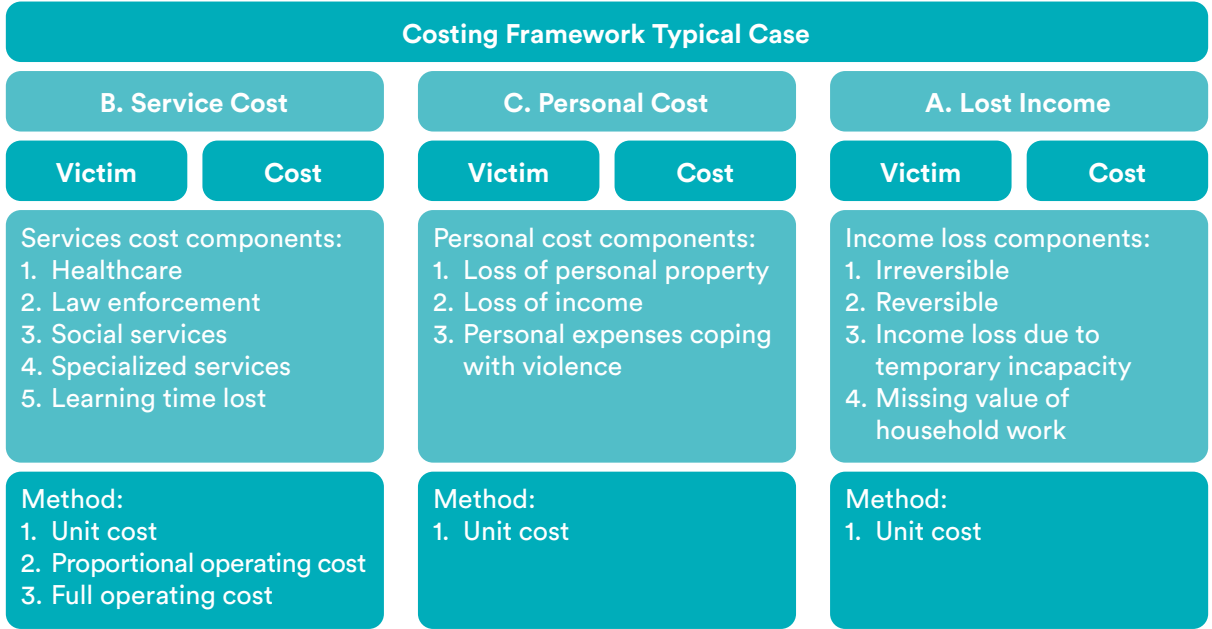 Costing Framework Typical Case
B. Service Cost
Victim
Cost
Services cost components:
1. Healthcare
2. Law enforcement
3. Social services
4. Specialized services
5. Learning time lost
Method:
1. Unit cost
2. Proportional operating cost
3. Full operating cost
C. Personal Cost
Victim
Cost
Personal cost components:
1. Loss of personal property
2. Loss of income
3. Personal expenses coping
with violence
Method:
1. Unit cost
A. Lost Income
Victim
Cost
Income loss components:
1. Irreversible
2. Reversible
3. Income loss due to
temporary incapacity
4. Missing value of
household work
Method:
1. Unit cost